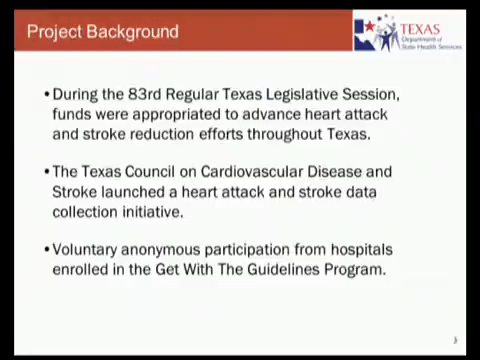 Project Background
TEXAS
Department of
State Health Services
•During the 83rd Regular Texas Legislative Session,
funds were appropriated to advance heart attack
and stroke reduction efforts throughout Texas.
•The Texas Council on Cardiovascular Disease and
Stroke launched a heart attack and stroke data
collection initiative.
•Voluntary anonymous participation from hospitals
enrolled in the Get With The Guidelines Program.
3